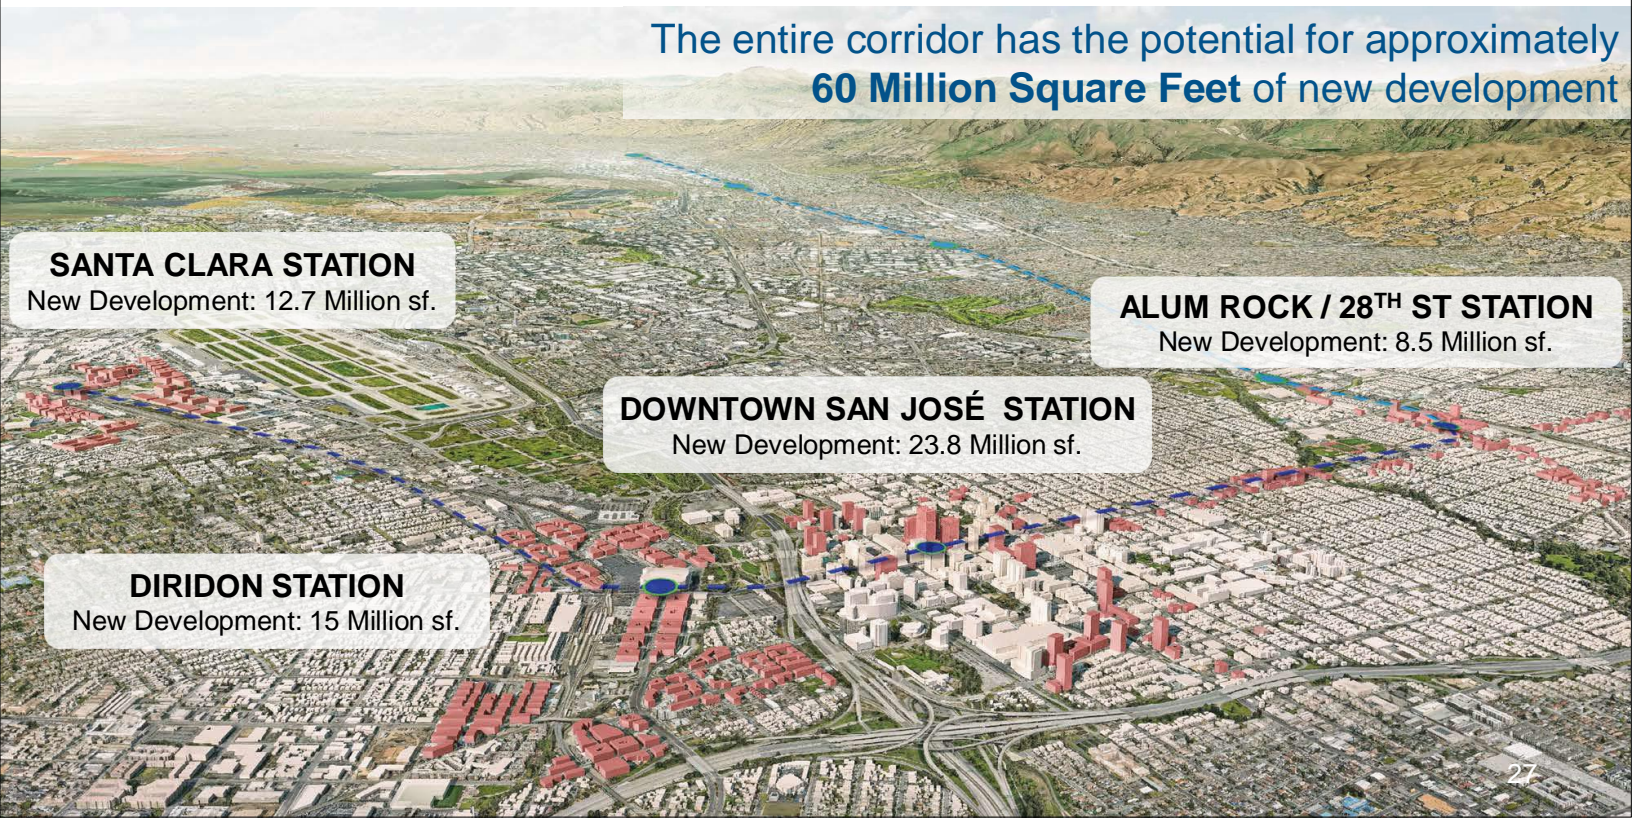 The entire corridor has the potential for approximately
60 Million Square Feet of new development
SANTA CLARA STATION
New Development: 12.7 Million sf.
ALUM ROCK / 28TH ST STATION
New Development: 8.5 Million sf.
DOWNTOWN SAN JOSÉ STATION
New Development: 23.8 Million sf.
DIRIDON STATION
New Development: 15 Million sf.
27